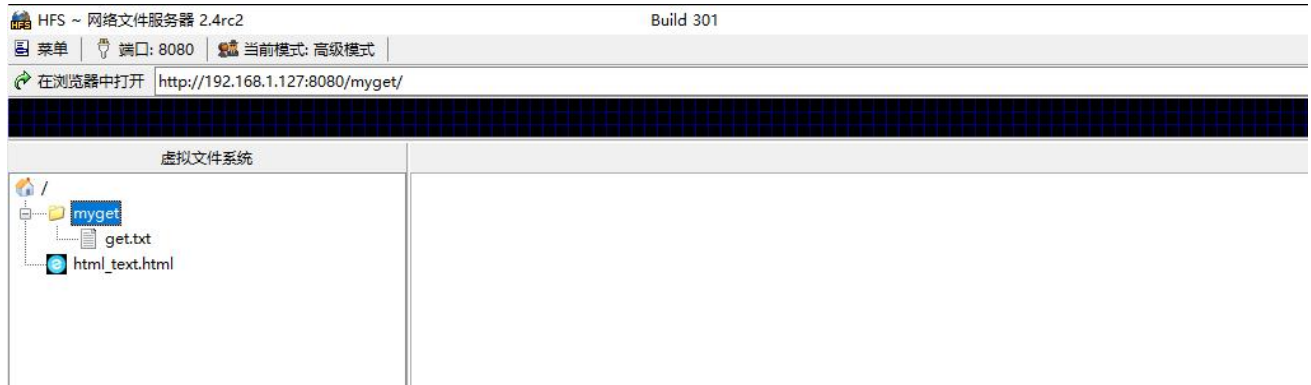 HFS ~ 网络文件服务器 2.4rc2 Build 301
菜单 端口: 8080 当前模式: 高级模式
在浏览器中打开 http://192.168.1.127:8080/myget/
虚拟文件系统
/
myget
get.txt
html_text.html